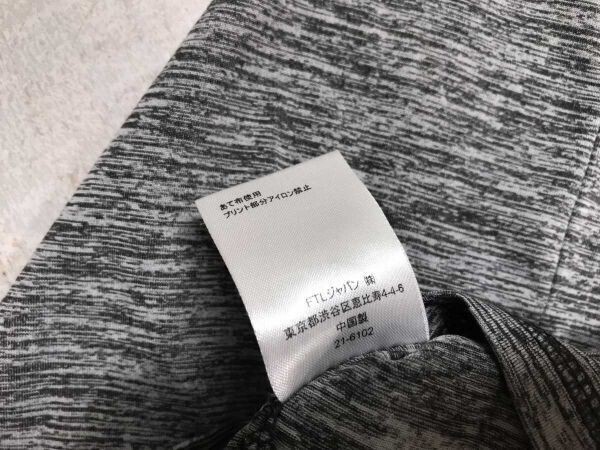 あて布使用
プリント部分アイロン禁止
FTLジャパン ㈱
東京都渋谷区恵比寿4-4-6
中国製
21-6102